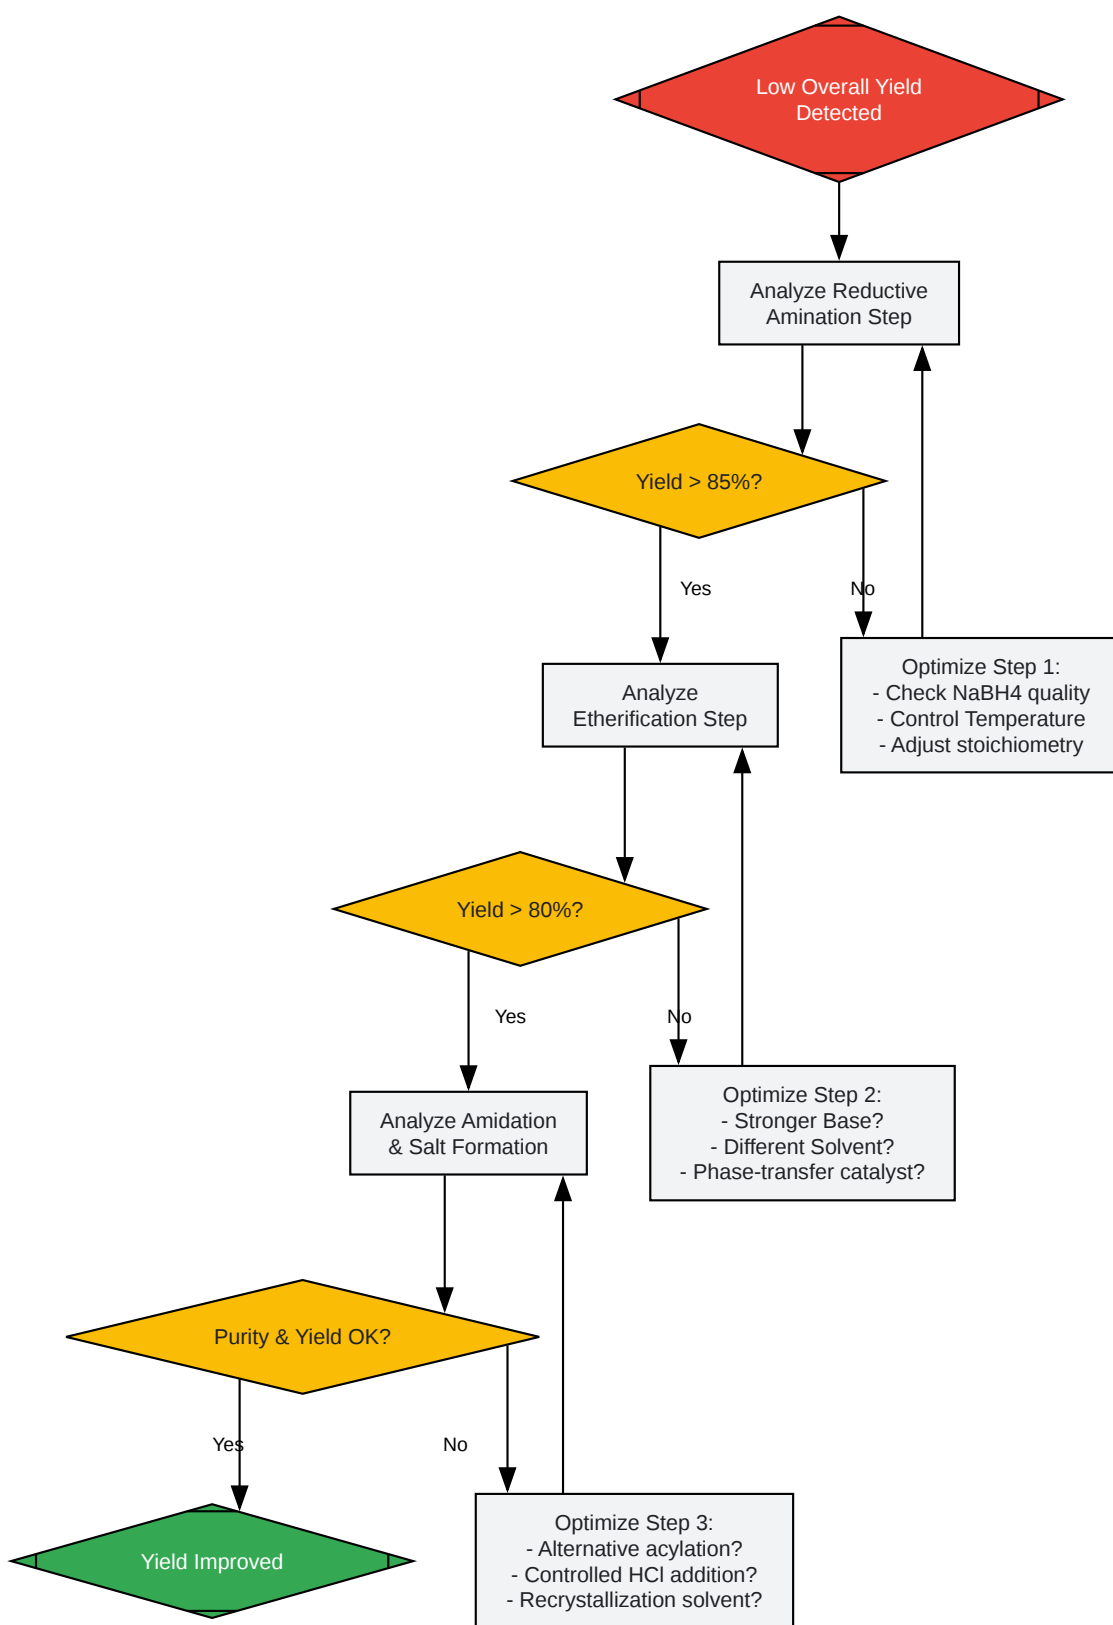 Low Overall Yield
Detected
Analyze Reductive
Amination Step
Yield > 85%?
Yes
No
Optimize Step 1:
- Check NaBH4 quality
- Control Temperature
- Adjust stoichiometry
Analyze
Etherification Step
Yield > 80%?
Yes
No
Optimize Step 2:
- Stronger Base?
- Different Solvent?
- Phase-transfer catalyst?
Analyze Amidation
& Salt Formation
Purity & Yield OK?
Yes
No
Optimize Step 3:
- Alternative acylation?
- Controlled HCl addition?
- Recrystallization solvent?
Yield Improved